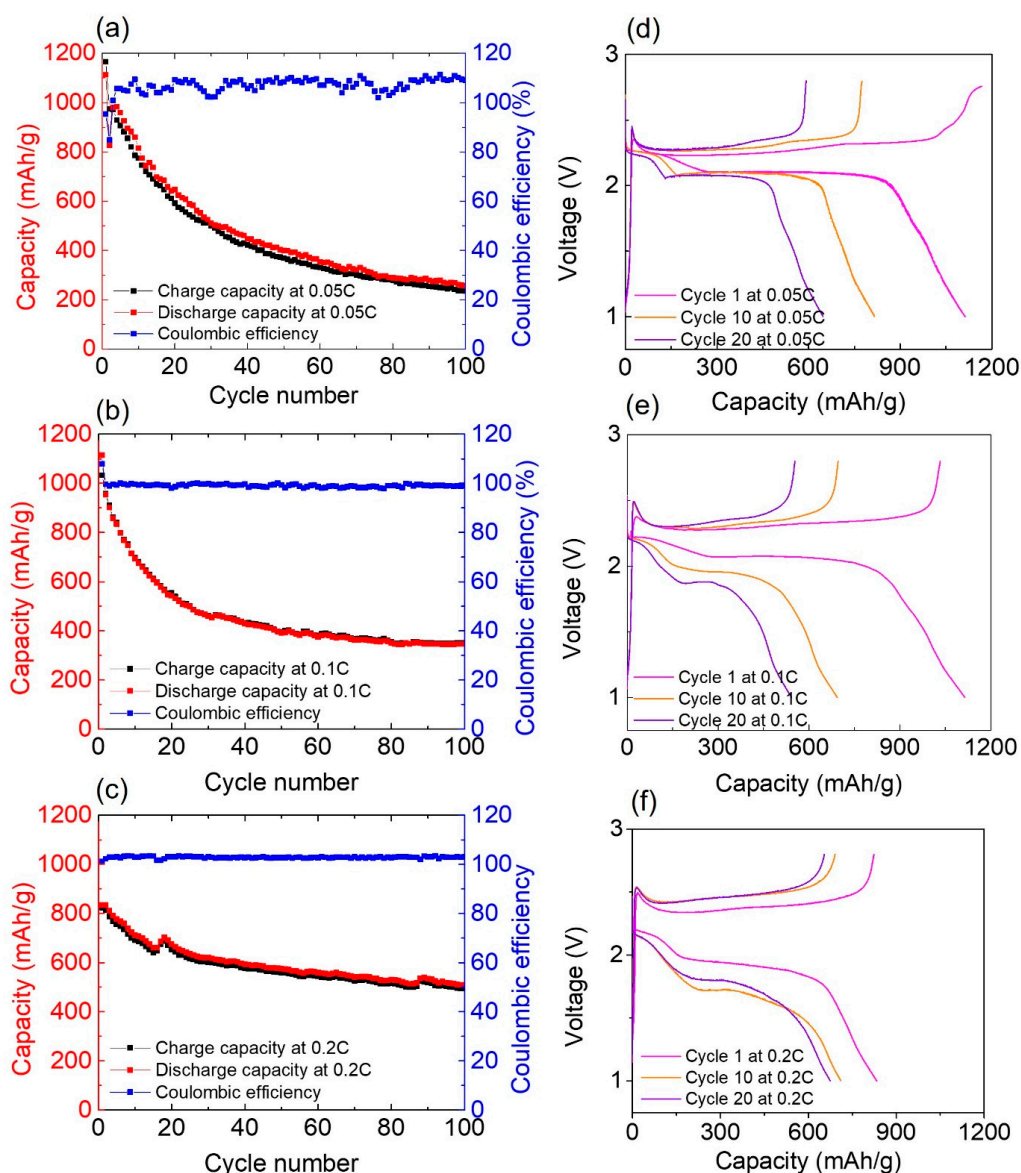 (a)
1200
1000
800
600
400
200
0
Capacity (mAh/g)
120
100
80
60
40
20
0
Coulombic efficiency (%)
Charge capacity at 0.05C
Discharge capacity at 0.05C
Coulombic efficiency
0 20 40 60 80 100
Cycle number
(d)
3
2
1
Voltage (V)
Cycle 1 at 0.05C
Cycle 10 at 0.05C
Cycle 20 at 0.05C
0 300 600 900 1200
Capacity (mAh/g)
(b)
1200
1000
800
600
400
200
0
Capacity (mAh/g)
120
100
80
60
40
20
0
Coulombic efficiency (%)
Charge capacity at 0.1C
Discharge capacity at 0.1C
Coulombic efficiency
0 20 40 60 80 100
Cycle number
(e)
3
2
1
Voltage (V)
Cycle 1 at 0.1C
Cycle 10 at 0.1C
Cycle 20 at 0.1C
0 300 600 900 1200
Capacity (mAh/g)
(c)
1200
1000
800
600
400
200
0
Capacity (mAh/g)
120
100
80
60
40
20
0
Coulombic efficiency
Charge capacity at 0.2C
Discharge capacity at 0.2C
Coulombic efficiency
0 20 40 60 80 100
Cycle number
(f)
3
2
1
Voltage (V)
Cycle 1 at 0.2C
Cycle 10 at 0.2C
Cycle 20 at 0.2C
0 300 600 900 1200
Capacity (mAh/g)